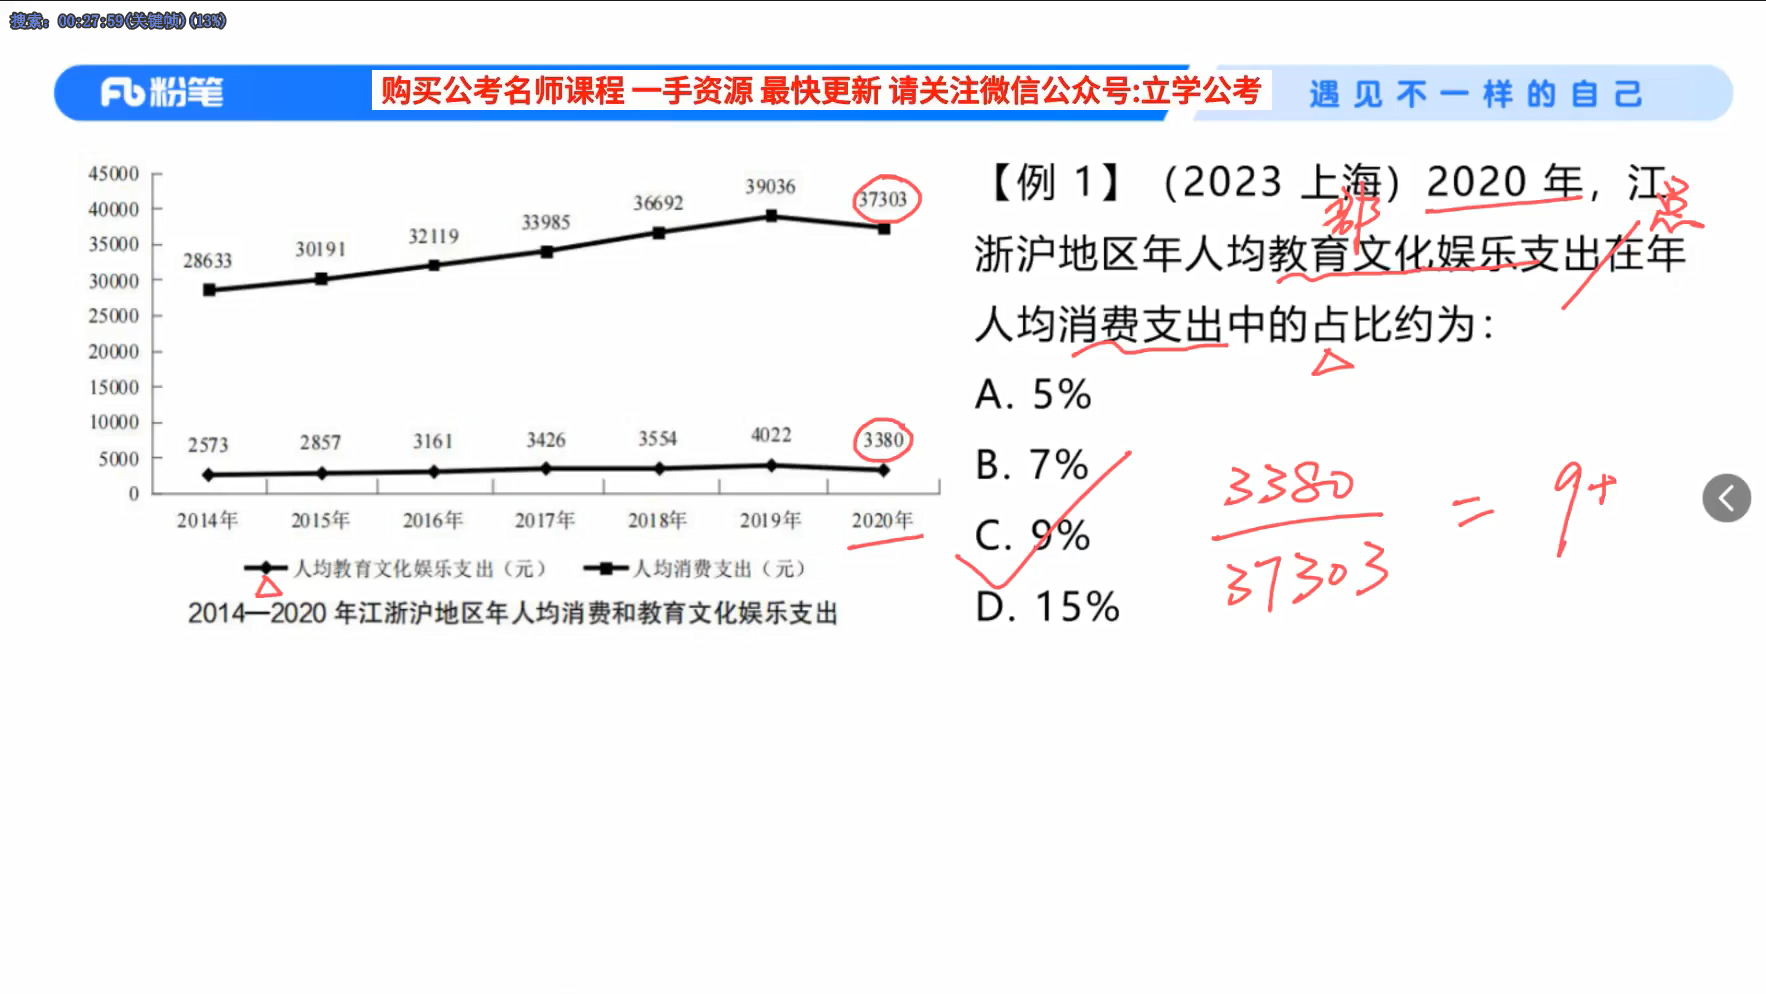 搜索: 00:27:59(关键帧)(13%)
粉笔
购买公考名师课程 一手资源 最快更新 请关注微信公众号:立学公考
遇见不一样的自己
45000
40000
35000
30000
25000
20000
15000
10000
5000
0
28633 30191 32119 33985 36692 39036 37303
2573 2857 3161 3426 3554 4022 3380
2014年 2015年 2016年 2017年 2018年 2019年 2020年
人均教育文化娱乐支出（元） 人均消费支出（元）
2014—2020 年江浙沪地区年人均消费和教育文化娱乐支出
【例 1】（2023 上海）2020 年，江
浙沪地区年人均教育文化娱乐支出在年
人均消费支出中的占比约为：
A. 5%
B. 7%
C. 9%
D. 15%
部/总
3380
37303
= 9+